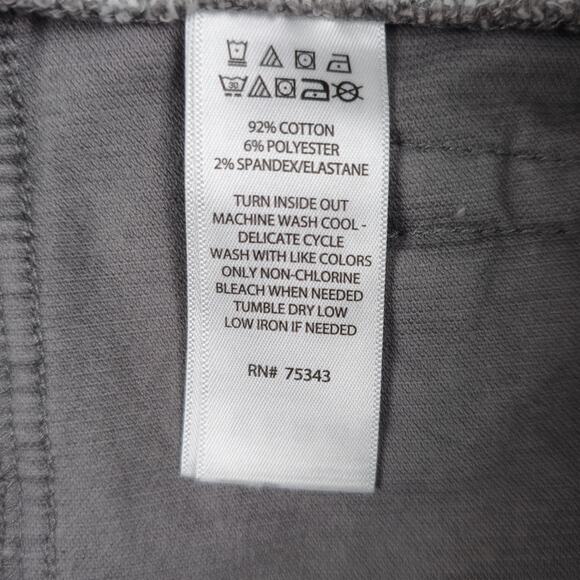 30
92% COTTON
6% POLYESTER
2% SPANDEX/ELASTANE
TURN INSIDE OUT
MACHINE WASH COOL -
DELICATE CYCLE
WASH WITH LIKE COLORS
ONLY NON-CHLORINE
BLEACH WHEN NEEDED
TUMBLE DRY LOW
LOW IRON IF NEEDED
RN# 75343